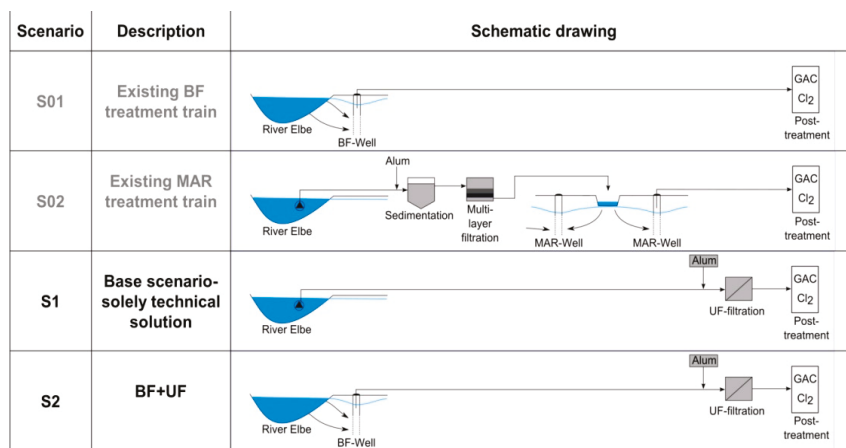 Scenario Description Schematic drawing
S01
Existing BF
treatment train
River Elbe
BF-Well
GAC
Cl2
Post-
treatment
S02
Existing MAR
treatment train
River Elbe
Alum
Sedimentation
Multi-
layer
filtration
MAR-Well
MAR-Well
GAC
Cl2
Post-
treatment
S1
Base scenario-
solely technical
solution
River Elbe
Alum
UF-filtration
GAC
Cl2
Post-
treatment
S2
BF+UF
River Elbe
BF-Well
Alum
UF-filtration
GAC
Cl2
Post-
treatment